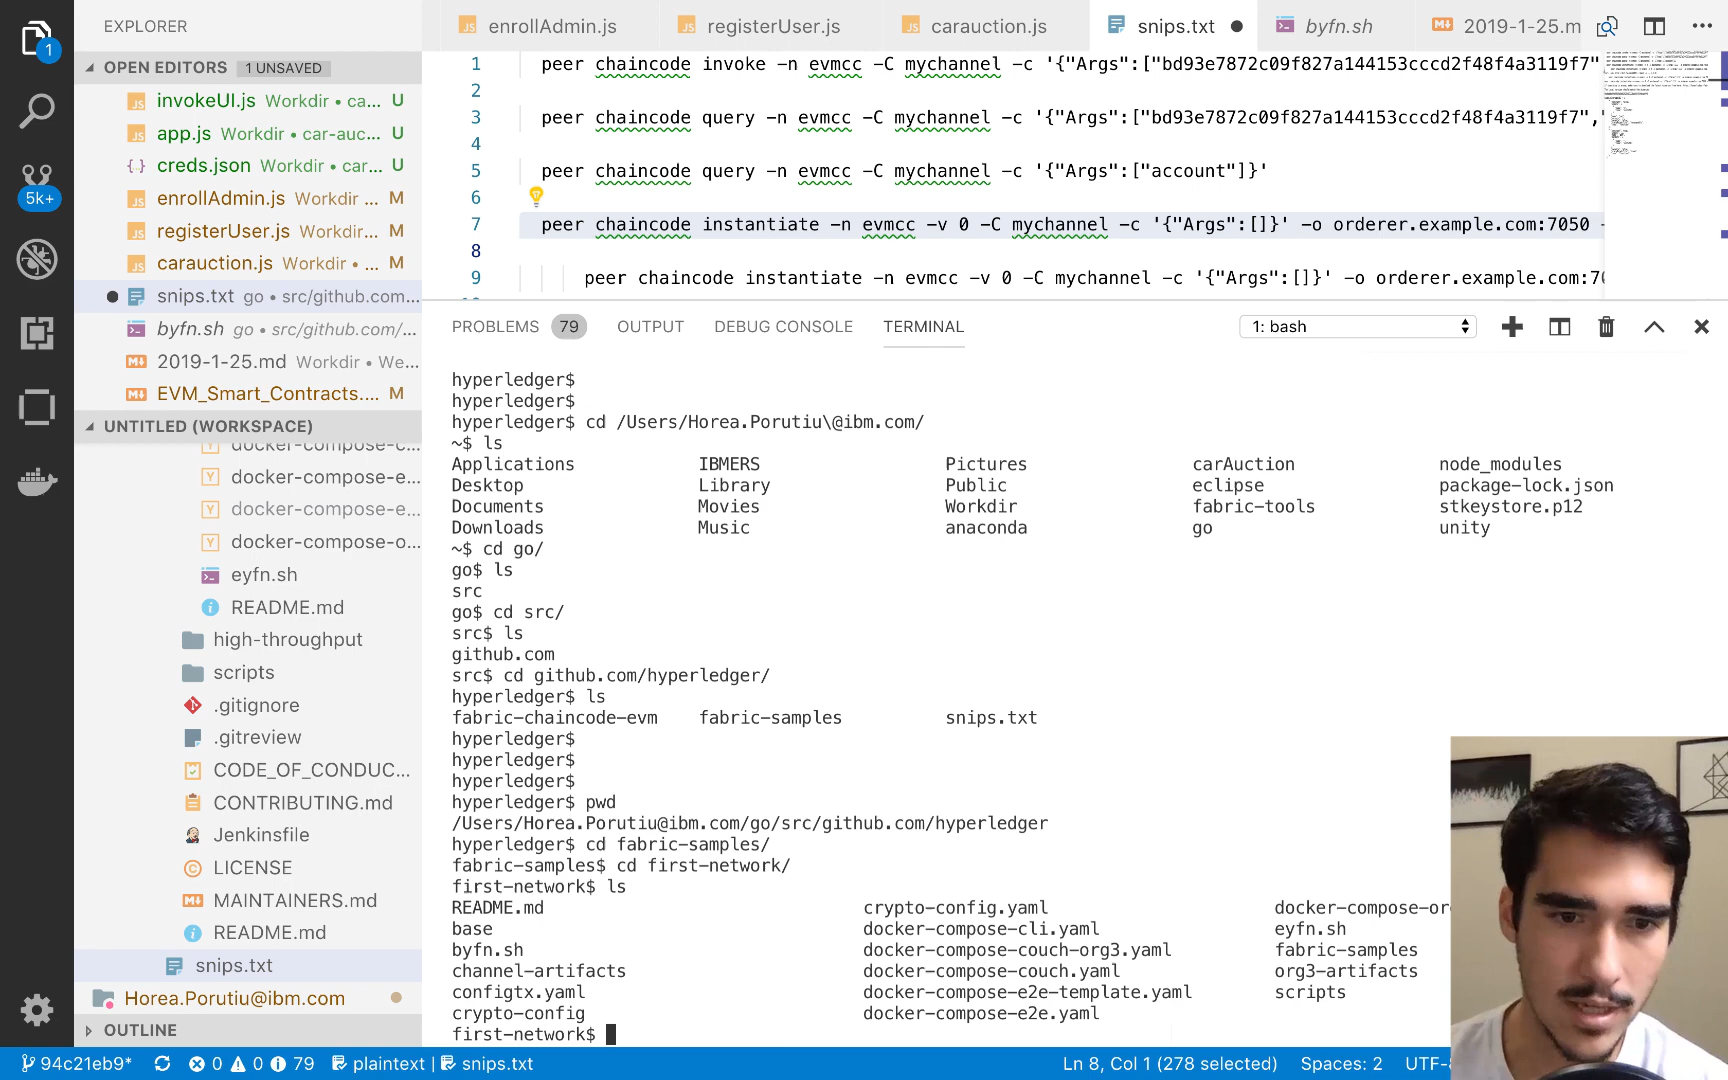 EXPLORER
enrollAdmin.js
registerUser.js
carauction.js
snips.txt
byfn.sh
2019-1-25.m
OPEN EDITORS 1 UNSAVED
invokeUI.js Workdir • ca... U
app.js Workdir • car-auc... U
creds.json Workdir • car... U
enrollAdmin.js Workdir ... M
registerUser.js Workdir... M
carauction.js Workdir • ... M
snips.txt go • src/github.com...
byfn.sh go • src/github.com/...
2019-1-25.md Workdir • We...
EVM_Smart_Contracts.... M
UNTITLED (WORKSPACE)
docker-compose-c...
docker-compose-e...
docker-compose-e...
docker-compose-o...
eyfn.sh
README.md
high-throughput
scripts
.gitignore
.gitreview
CODE_OF_CONDUC...
CONTRIBUTING.md
Jenkinsfile
LICENSE
MAINTAINERS.md
README.md
snips.txt
Horea.Porutiu@ibm.com
OUTLINE
1
5k+
1 peer chaincode invoke -n evmcc -C mychannel -c '{"Args":["bd93e7872c09f827a144153cccd2f48f4a3119f7"
2
3 peer chaincode query -n evmcc -C mychannel -c '{"Args":["bd93e7872c09f827a144153cccd2f48f4a3119f7","
4
5 peer chaincode query -n evmcc -C mychannel -c '{"Args":["account"]}'
6
7 peer chaincode instantiate -n evmcc -v 0 -C mychannel -c '{"Args":[]}' -o orderer.example.com:7050 -
8
9 peer chaincode instantiate -n evmcc -v 0 -C mychannel -c '{"Args":[]}' -o orderer.example.com:70
PROBLEMS 79 OUTPUT DEBUG CONSOLE TERMINAL 1: bash
hyperledger$
hyperledger$
hyperledger$ cd /Users/Horea.Porutiu\@ibm.com/
~$ ls
Applications IBMERS Pictures carAuction node_modules
Desktop Library Public eclipse package-lock.json
Documents Movies Workdir fabric-tools stkeystore.p12
Downloads Music anaconda go unity
~$ cd go/
go$ ls
src
go$ cd src/
src$ ls
github.com
src$ cd github.com/hyperledger/
hyperledger$ ls
fabric-chaincode-evm fabric-samples snips.txt
hyperledger$
hyperledger$
hyperledger$
hyperledger$ pwd
/Users/Horea.Porutiu@ibm.com/go/src/github.com/hyperledger
hyperledger$ cd fabric-samples/
fabric-samples$ cd first-network/
first-network$ ls
README.md crypto-config.yaml docker-compose-or
base docker-compose-cli.yaml eyfn.sh
byfn.sh docker-compose-couch-org3.yaml fabric-samples
channel-artifacts docker-compose-couch.yaml org3-artifacts
configtx.yaml docker-compose-e2e-template.yaml scripts
crypto-config docker-compose-e2e.yaml
first-network$
94c21eb9* 0 0 79 plaintext | snips.txt Ln 8, Col 1 (278 selected) Spaces: 2 UTF-8